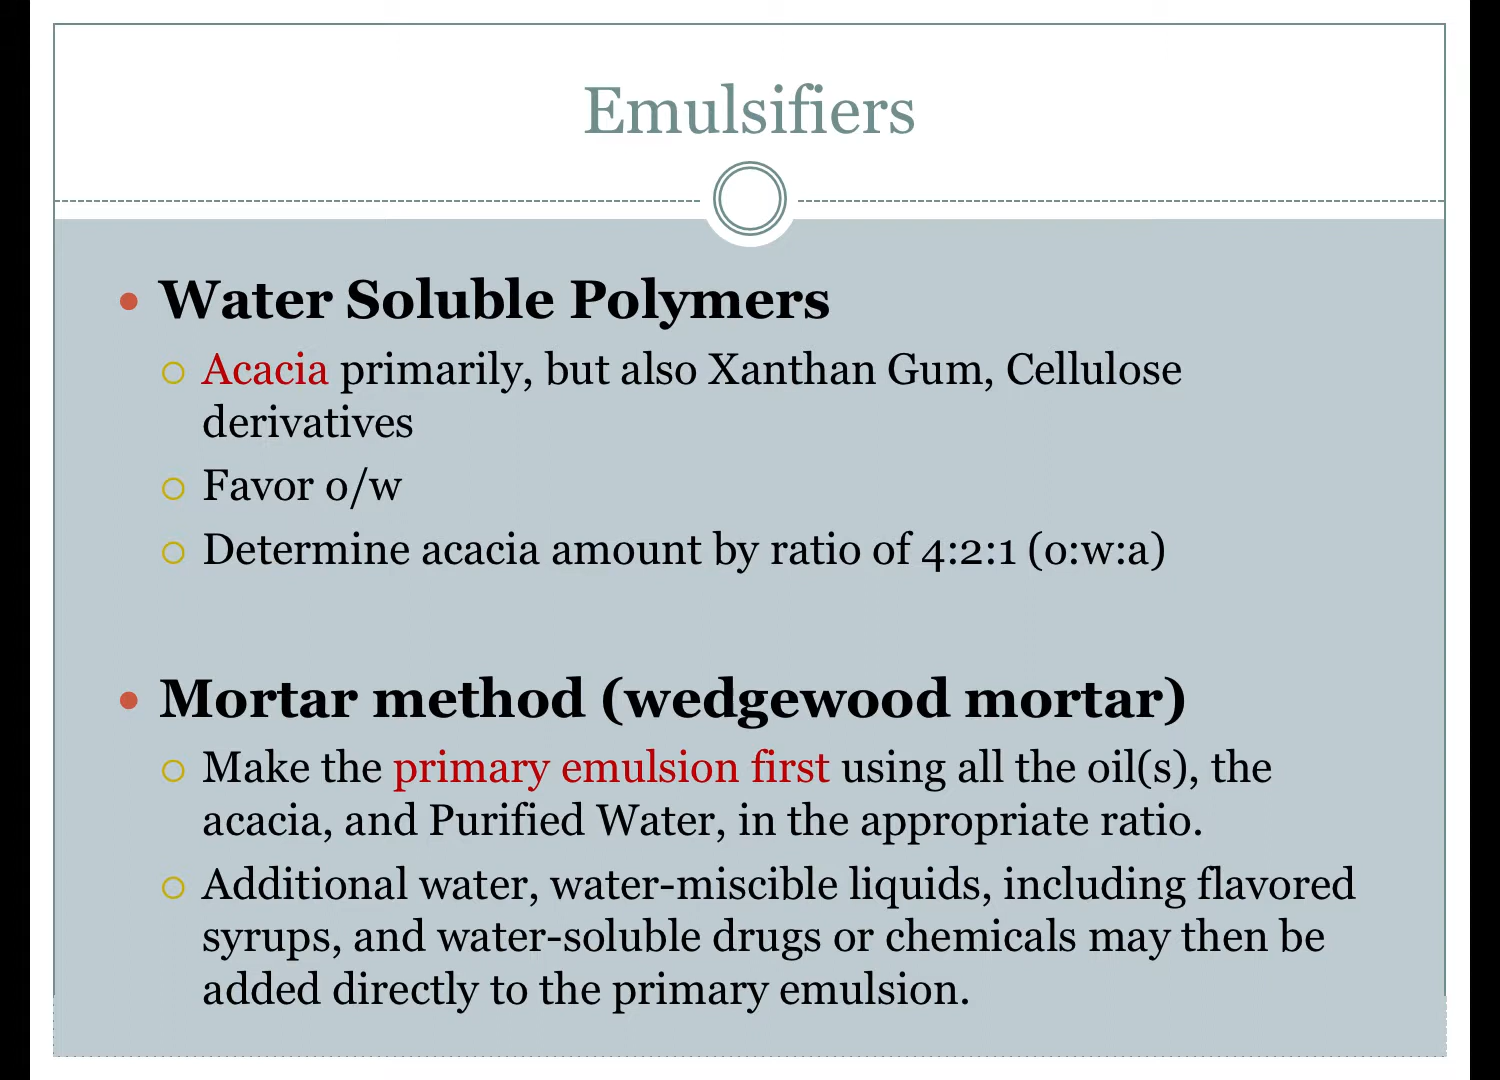 Emulsifiers
Water Soluble Polymers
Acacia primarily, but also Xanthan Gum, Cellulose
derivatives
Favor o/w
Determine acacia amount by ratio of 4:2:1 (o:w:a)
Mortar method (wedgewood mortar)
Make the primary emulsion first using all the oil(s), the
acacia, and Purified Water, in the appropriate ratio.
Additional water, water-miscible liquids, including flavored
syrups, and water-soluble drugs or chemicals may then be
added directly to the primary emulsion.